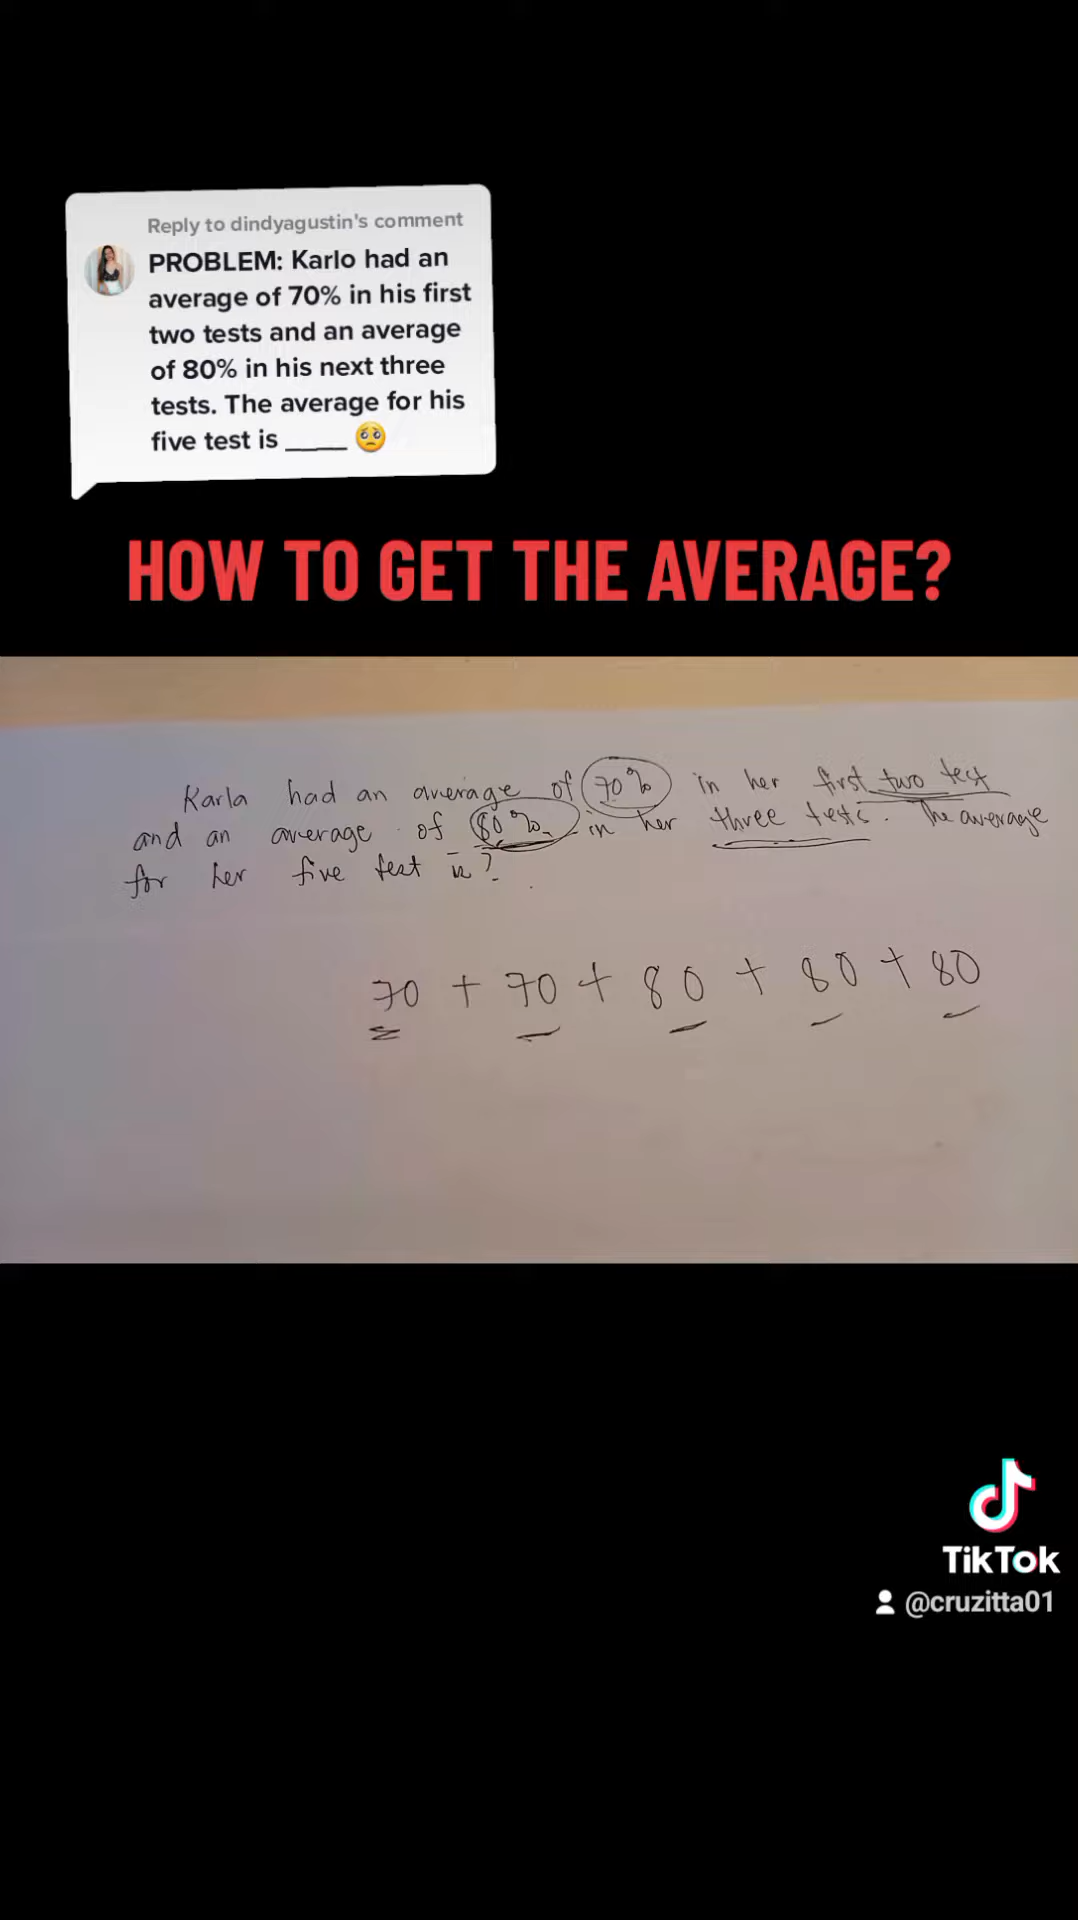 Reply to dindyagustin's comment
PROBLEM: Karlo had an
average of 70% in his first
two tests and an average
of 80% in his next three
tests. The average for his
five test is ____ 🥺
HOW TO GET THE AVERAGE?
Karla had an average of 70% in her first two test
and an average of 80% in her three tests. The average
for her five test is?
70 + 70 + 80 + 80 + 80
TikTok
@cruzitta01